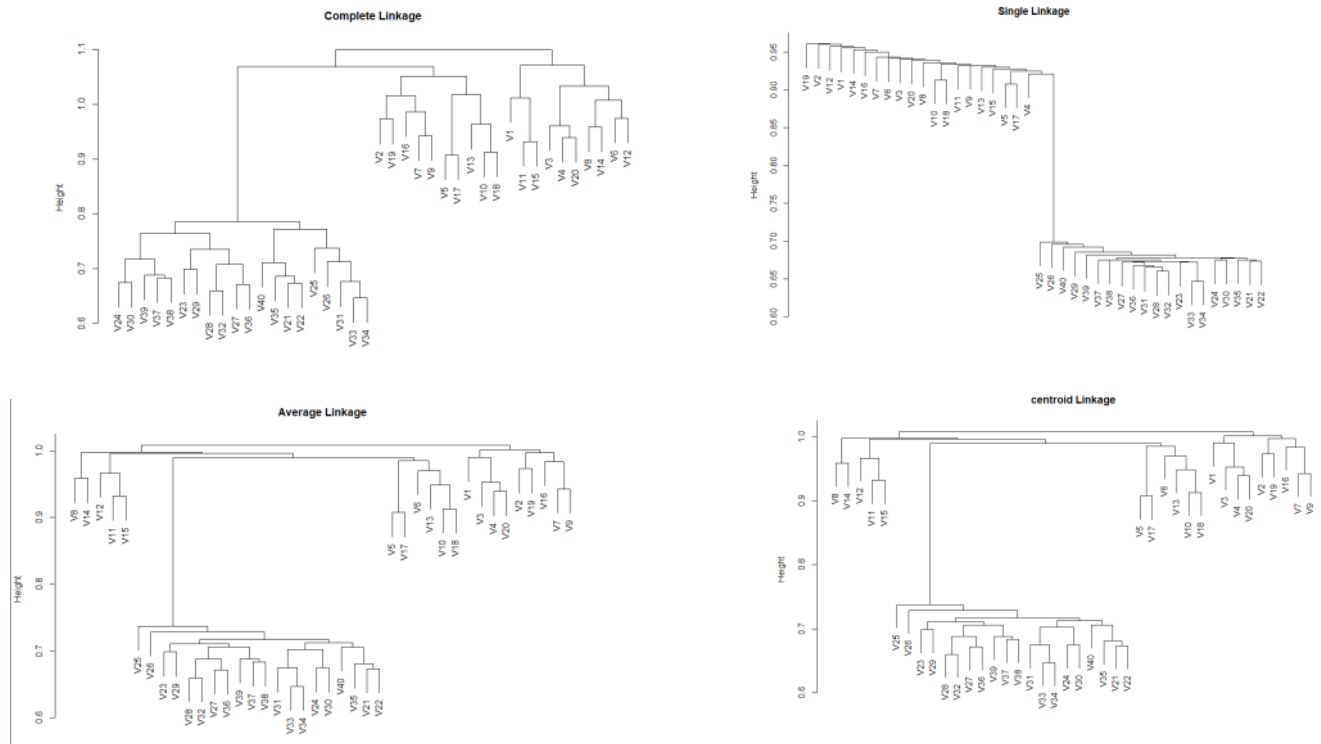 Complete Linkage
Height
1.1
1.0
0.9
0.8
0.7
0.6
V24
V30
V39
V37
V38
V23
V29
V28
V32
V27
V36
V40
V35
V21
V22
V25
V26
V31
V33
V34
V2
V19
V16
V7
V9
V5
V17
V13
V10
V18
V1
V11
V15
V3
V4
V20
V8
V14
V6
V12
Single Linkage
Height
0.95
0.90
0.85
0.80
0.75
0.70
0.65
0.60
V19
V2
V12
V1
V14
V16
V7
V6
V3
V20
V8
V10
V18
V11
V9
V13
V15
V5
V17
V4
V25
V26
V40
V29
V39
V37
V38
V27
V36
V31
V28
V32
V23
V33
V34
V24
V30
V35
V21
V22
Average Linkage
Height
1.0
0.9
0.8
0.7
0.6
V8
V14
V12
V11
V15
V25
V26
V23
V29
V28
V32
V27
V36
V39
V37
V38
V31
V33
V34
V24
V30
V40
V35
V21
V22
V5
V17
V6
V13
V10
V18
V1
V3
V4
V20
V2
V19
V16
V7
V9
centroid Linkage
Height
1.0
0.9
0.8
0.7
0.6
V8
V14
V12
V11
V15
V25
V26
V23
V29
V28
V32
V27
V36
V39
V37
V38
V31
V33
V34
V24
V30
V40
V35
V21
V22
V5
V17
V6
V13
V10
V18
V1
V3
V4
V20
V2
V19
V16
V7
V9